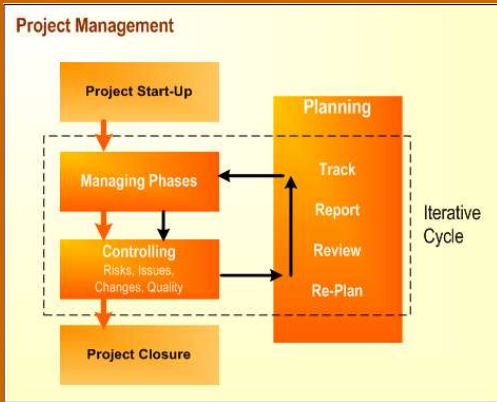 Project Management
Project Start-Up
Planning
Managing Phases
Track
Report
Review
Re-Plan
Iterative
Cycle
Controlling
Risks, Issues,
Changes, Quality
Project Closure